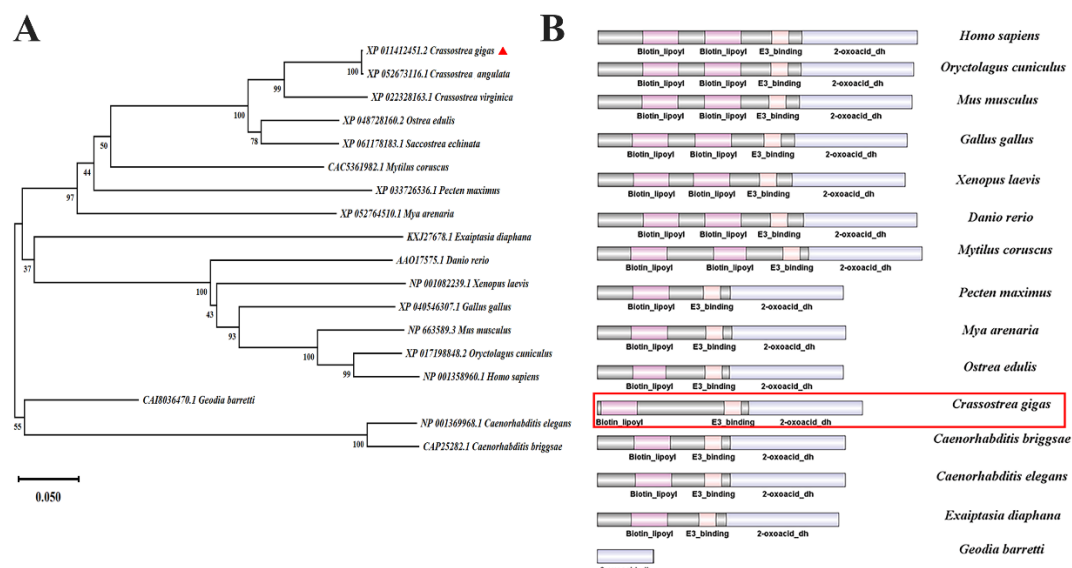 A
XP 011412451.2 Crassostrea gigas
100
XP 052673116.1 Crassostrea angulata
99
XP 022328163.1 Crassostrea virginica
100
XP 048728160.2 Ostrea edulis
78
XP 061178183.1 Saccostrea echinata
50
CAC5361982.1 Mytilus coruscus
44
XP 033726536.1 Pecten maximus
97
XP 052764510.1 Mya arenaria
KXJ27678.1 Exaiptasia diaphana
37
AAO17575.1 Danio rerio
100
NP 001082239.1 Xenopus laevis
43
XP 040546307.1 Gallus gallus
93
NP 663589.3 Mus musculus
100
XP 017198848.2 Oryctolagus cuniculus
99
NP 001358960.1 Homo sapiens
CAI8036470.1 Geodia barretti
55
NP 001369968.1 Caenorhabditis elegans
100
CAP25282.1 Caenorhabditis briggsae
0.050
B
Homo sapiens
Biotin_lipoyl Biotin_lipoyl E3_binding 2-oxoacid_dh
Oryctolagus cuniculus
Biotin_lipoyl Biotin_lipoyl E3_binding 2-oxoacid_dh
Mus musculus
Biotin_lipoyl Biotin_lipoyl E3_binding 2-oxoacid_dh
Gallus gallus
Biotin_lipoyl Biotin_lipoyl E3_binding 2-oxoacid_dh
Xenopus laevis
Biotin_lipoyl Biotin_lipoyl E3_binding 2-oxoacid_dh
Danio rerio
Biotin_lipoyl Biotin_lipoyl E3_binding 2-oxoacid_dh
Mytilus coruscus
Biotin_lipoyl Biotin_lipoyl E3_binding 2-oxoacid_dh
Pecten maximus
Biotin_lipoyl E3_binding 2-oxoacid_dh
Mya arenaria
Biotin_lipoyl E3_binding 2-oxoacid_dh
Ostrea edulis
Biotin_lipoyl E3_binding 2-oxoacid_dh
Crassostrea gigas
Biotin_lipoyl E3_binding 2-oxoacid_dh
Caenorhabditis briggsae
Biotin_lipoyl E3_binding 2-oxoacid_dh
Caenorhabditis elegans
Biotin_lipoyl E3_binding 2-oxoacid_dh
Exaiptasia diaphana
Biotin_lipoyl E3_binding 2-oxoacid_dh
Geodia barretti